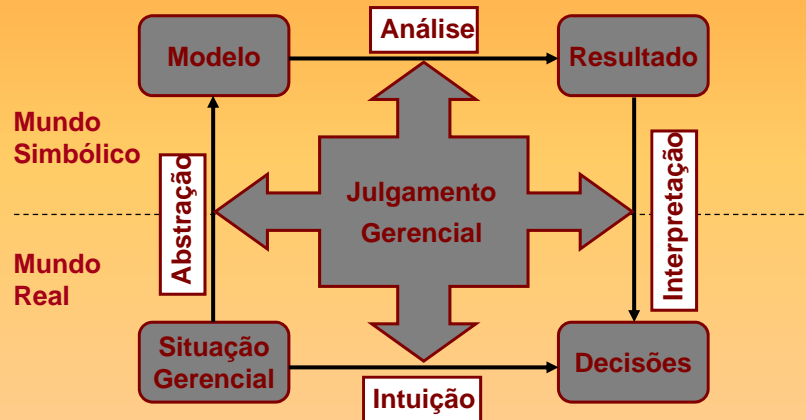 Análise
Modelo
Resultado
Mundo
Simbólico
Abstração
Julgamento
Gerencial
Interpretação
Mundo
Real
Situação
Gerencial
Decisões
Intuição